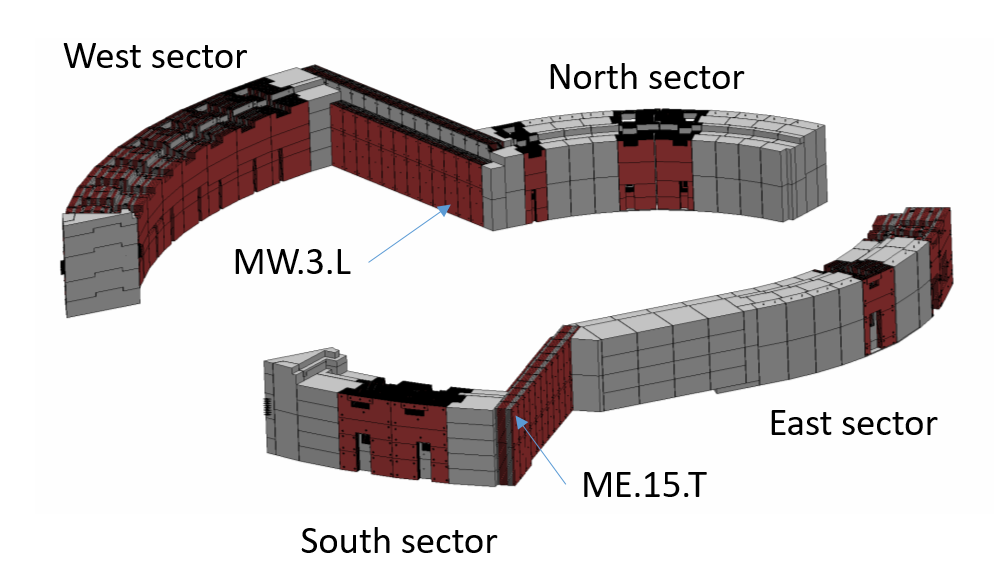 West sector
North sector
MW.3.L
East sector
ME.15.T
South sector